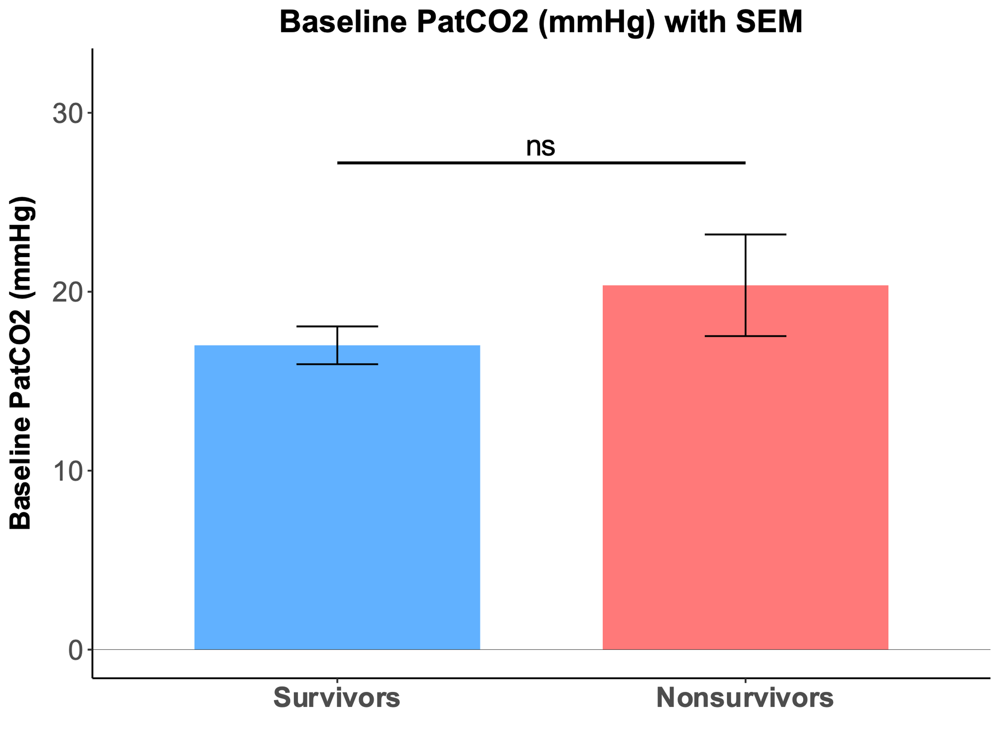 Baseline PatCO2 (mmHg) with SEM
Baseline PatCO2 (mmHg)
30
20
10
0
ns
Survivors
Nonsurvivors